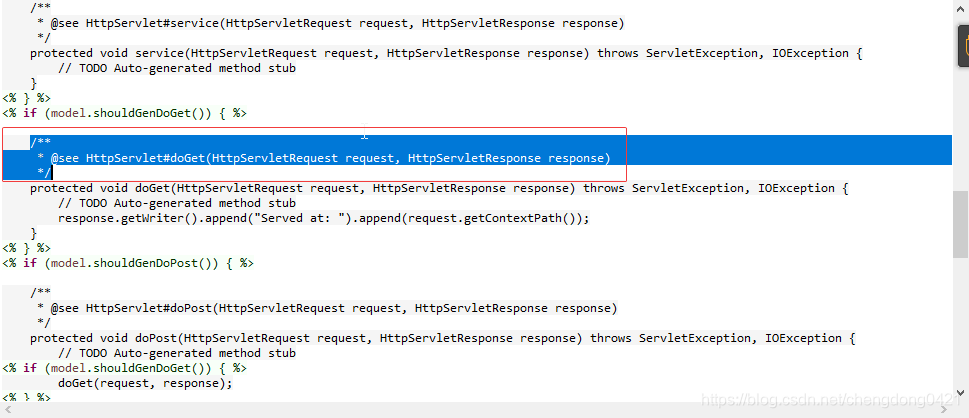 /**
* @see HttpServlet#service(HttpServletRequest request, HttpServletResponse response)
*/
protected void service(HttpServletRequest request, HttpServletResponse response) throws ServletException, IOException {
// TODO Auto-generated method stub
}
<% } %>
<% if (model.shouldGenDoGet()) { %>
/**
* @see HttpServlet#doGet(HttpServletRequest request, HttpServletResponse response)
*/
protected void doGet(HttpServletRequest request, HttpServletResponse response) throws ServletException, IOException {
// TODO Auto-generated method stub
response.getWriter().append("Served at: ").append(request.getContextPath());
}
<% } %>
<% if (model.shouldGenDoPost()) { %>
/**
* @see HttpServlet#doPost(HttpServletRequest request, HttpServletResponse response)
*/
protected void doPost(HttpServletRequest request, HttpServletResponse response) throws ServletException, IOException {
// TODO Auto-generated method stub
<% if (model.shouldGenDoGet()) { %>
doGet(request, response);
<% } %>
https://blog.csdn.net/chengdong0421